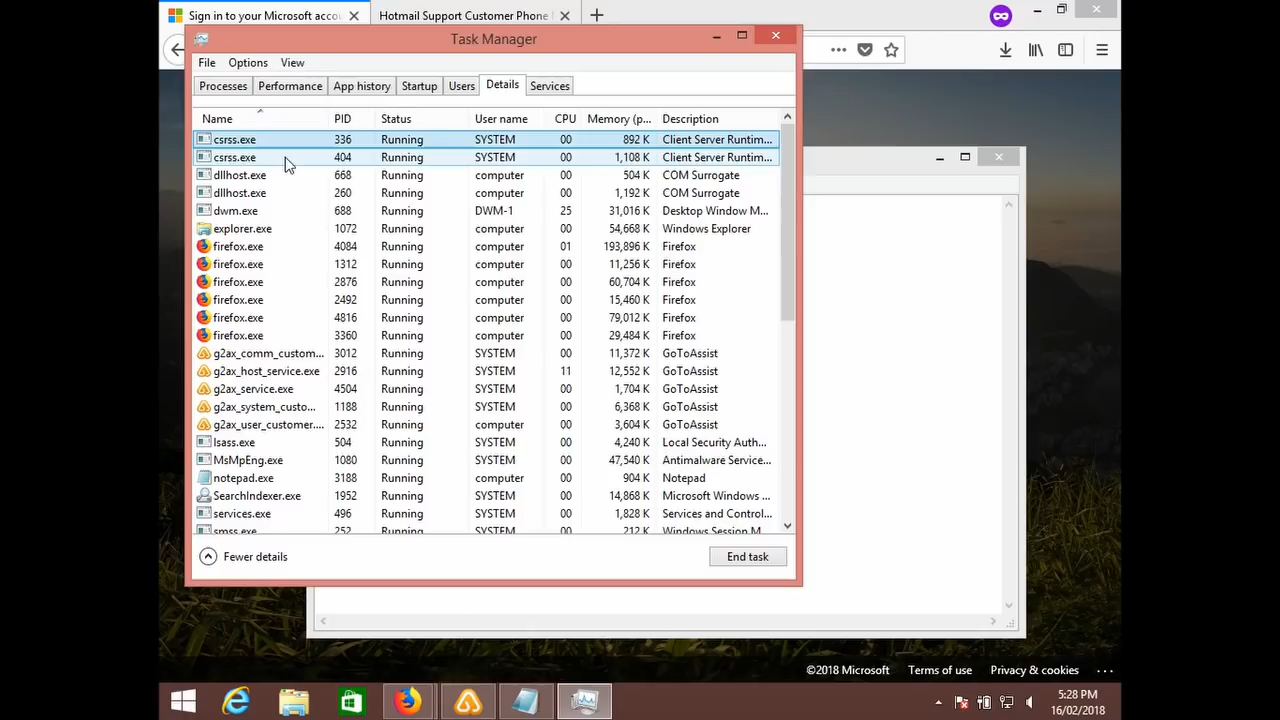 Sign in to your Microsoft accou
Hotmail Support Customer Phone
Task Manager
File Options View
Processes Performance App history Startup Users Details Services
Name PID Status User name CPU Memory (p... Description
csrss.exe 336 Running SYSTEM 00 892 K Client Server Runtim...
csrss.exe 404 Running SYSTEM 00 1,108 K Client Server Runtim...
dllhost.exe 668 Running computer 00 504 K COM Surrogate
dllhost.exe 260 Running computer 00 1,192 K COM Surrogate
dwm.exe 688 Running DWM-1 25 31,016 K Desktop Window M...
explorer.exe 1072 Running computer 00 54,668 K Windows Explorer
firefox.exe 4084 Running computer 01 193,896 K Firefox
firefox.exe 1312 Running computer 00 11,256 K Firefox
firefox.exe 2876 Running computer 00 60,704 K Firefox
firefox.exe 2492 Running computer 00 15,460 K Firefox
firefox.exe 4816 Running computer 00 79,012 K Firefox
firefox.exe 3360 Running computer 00 29,484 K Firefox
g2ax_comm_custom... 3012 Running SYSTEM 00 11,372 K GoToAssist
g2ax_host_service.exe 2916 Running SYSTEM 11 12,552 K GoToAssist
g2ax_service.exe 4504 Running SYSTEM 00 1,704 K GoToAssist
g2ax_system_custo... 1188 Running SYSTEM 00 6,368 K GoToAssist
g2ax_user_customer.... 2532 Running computer 00 3,604 K GoToAssist
lsass.exe 504 Running SYSTEM 00 4,240 K Local Security Auth...
MsMpEng.exe 1080 Running SYSTEM 00 47,540 K Antimalware Service...
notepad.exe 3188 Running computer 00 904 K Notepad
SearchIndexer.exe 1952 Running SYSTEM 00 14,868 K Microsoft Windows ...
services.exe 496 Running SYSTEM 00 1,828 K Services and Control...
smss.exe 252 Running SYSTEM 00 212 K Windows Session M...
Fewer details
End task
©2018 Microsoft Terms of use Privacy & cookies ...
5:28 PM
16/02/2018